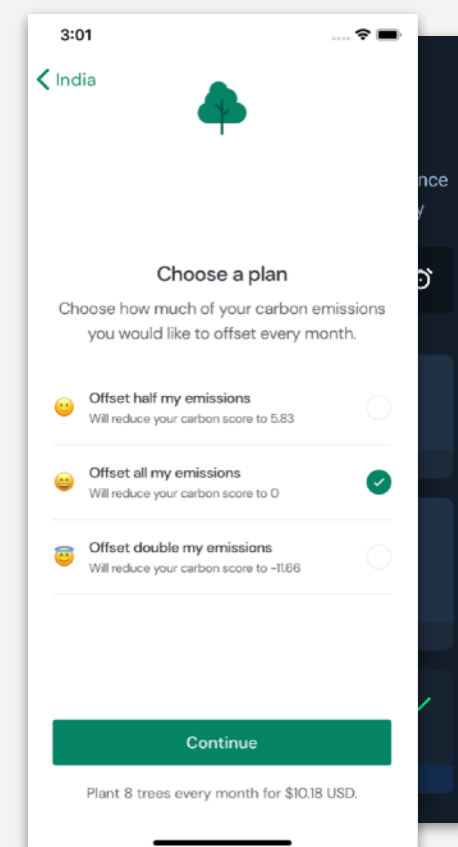 3:01
India
Choose a plan
Choose how much of your carbon emissions
you would like to offset every month.
Offset half my emissions
Will reduce your carbon score to 5.83
Offset all my emissions
Will reduce your carbon score to 0
Offset double my emissions
Will reduce your carbon score to -11.66
Continue
Plant 8 trees every month for $10.18 USD.
nce
y